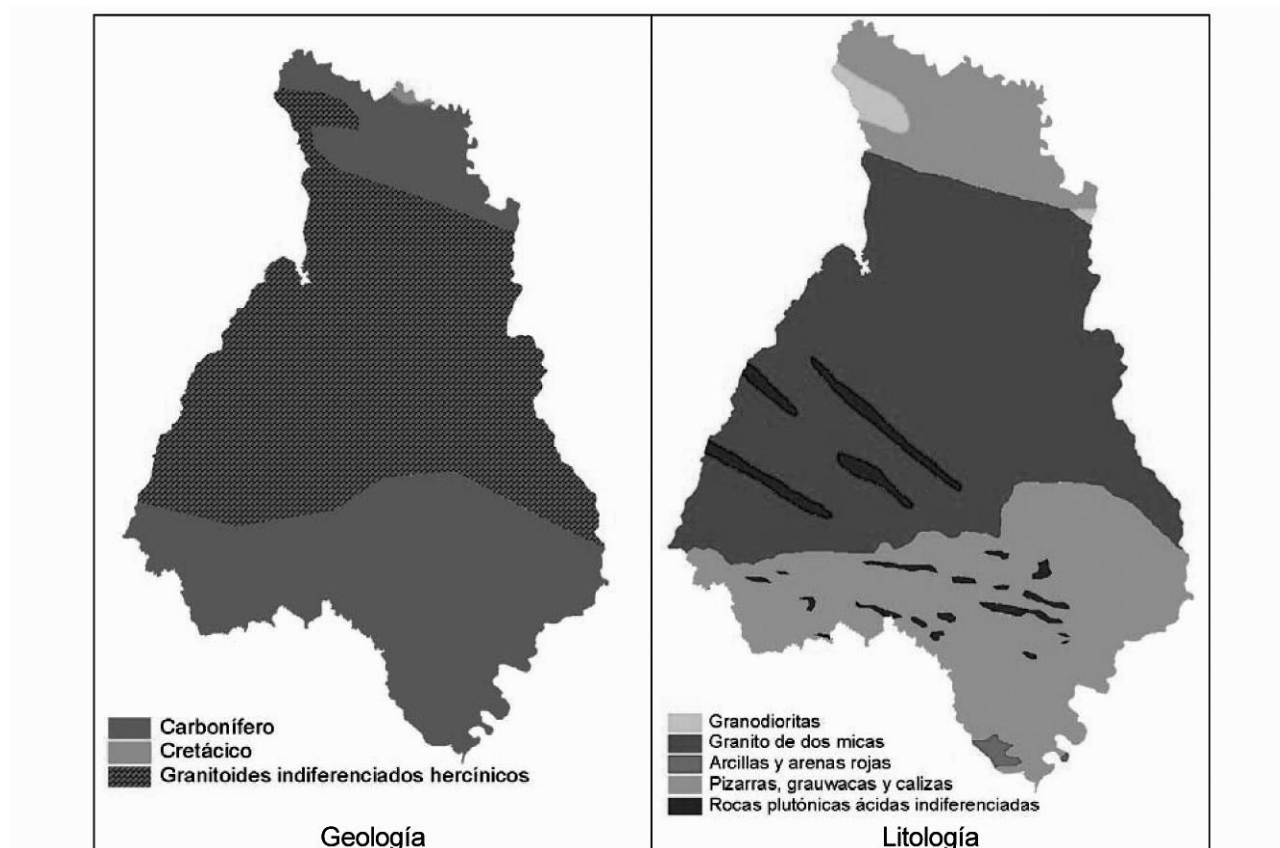 Carbonífero
Cretácico
Granitoides indiferenciados hercínicos
Geología
Granodioritas
Granito de dos micas
Arcillas y arenas rojas
Pizarras, grauwacas y calizas
Rocas plutónicas ácidas indiferenciadas
Litología